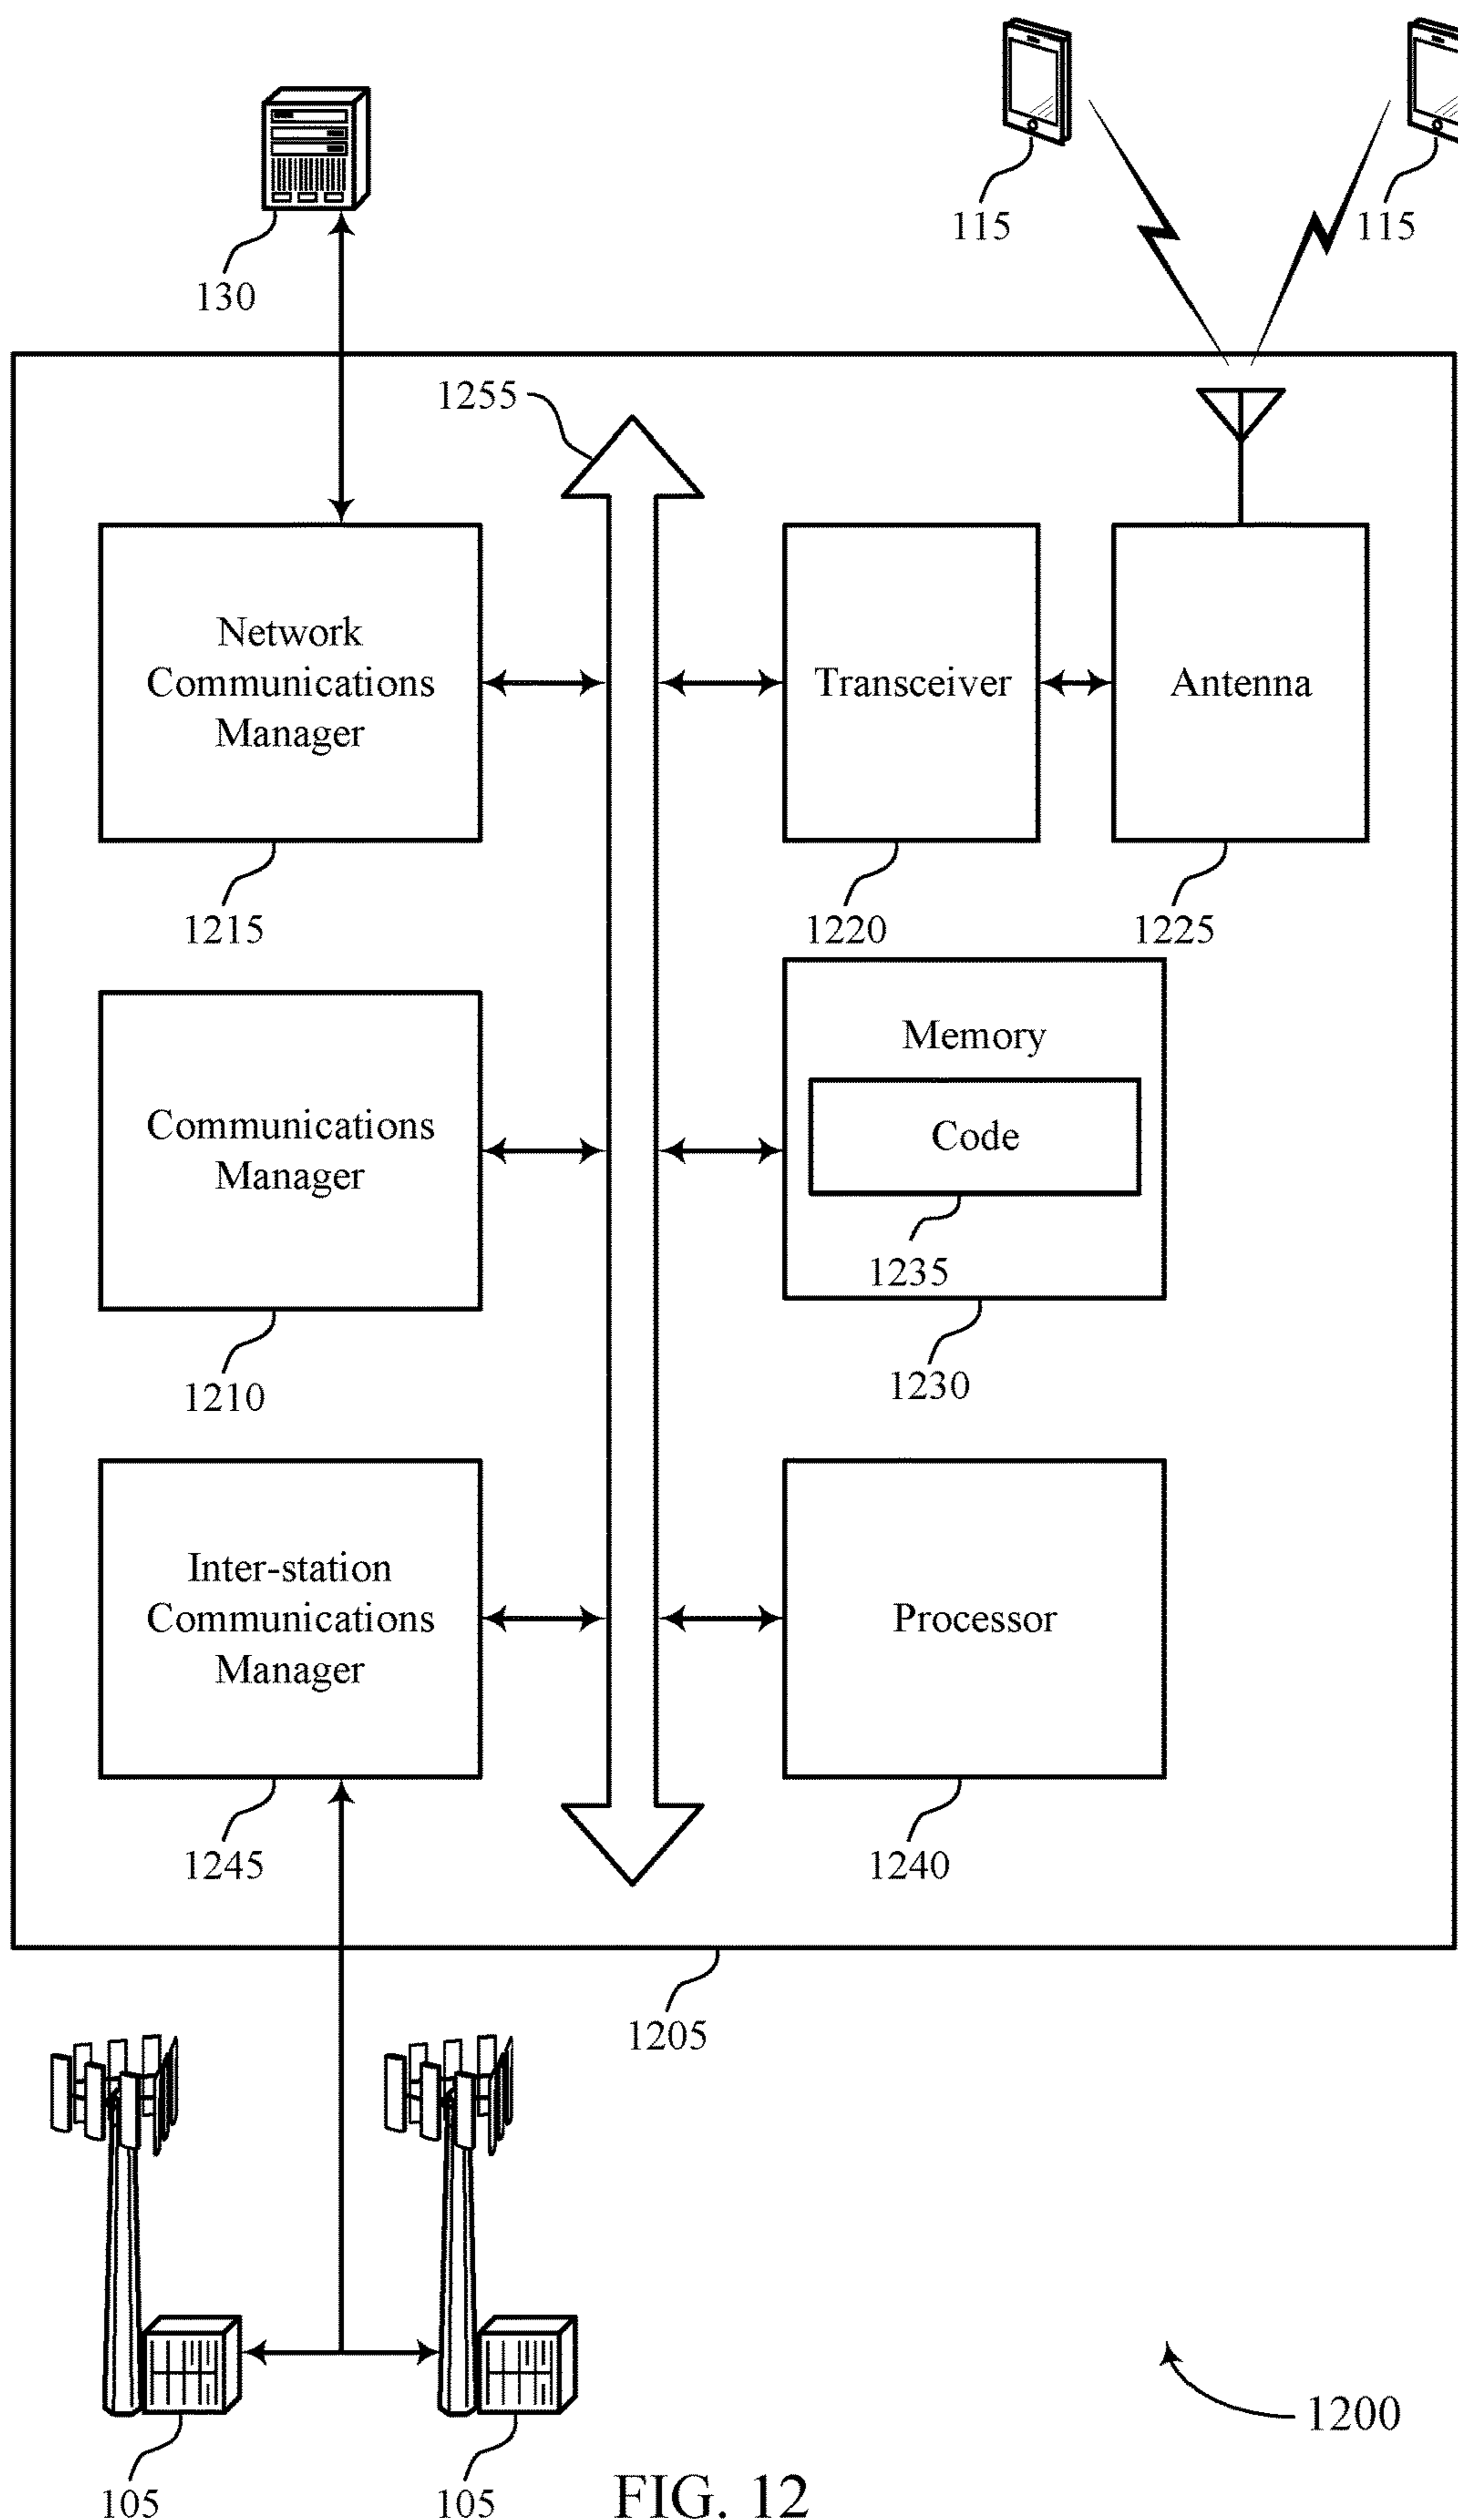 115
115
130
1255
Network
Communications
Manager
Transceiver
Antenna
1215
1220
1225
Communications
Manager
Memory
Code
1235
1210
1230
Inter-station
Communications
Manager
Processor
1245
1240
1205
105
105
1200
FIG. 12